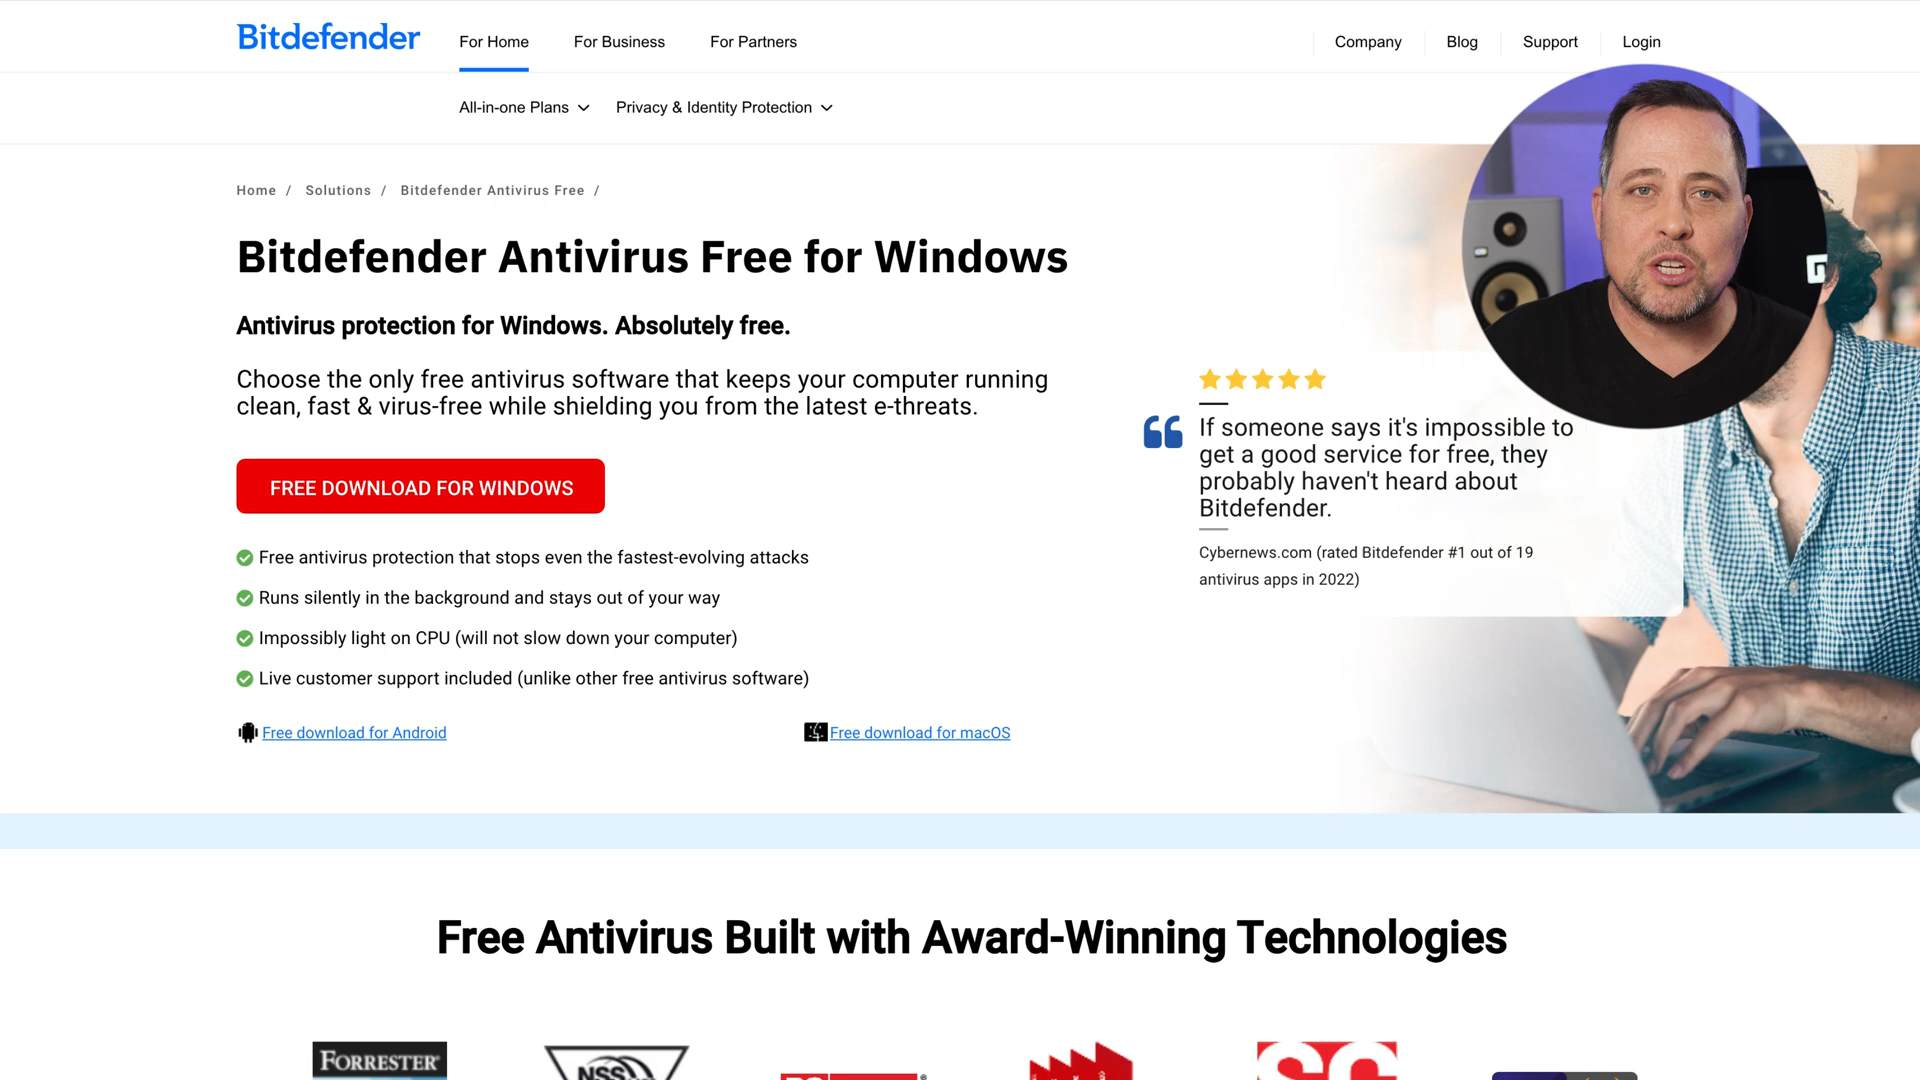 Bitdefender
For Home
For Business
For Partners
Company
Blog
Support
Login
All-in-one Plans
Privacy & Identity Protection
Home / Solutions / Bitdefender Antivirus Free /
Bitdefender Antivirus Free for Windows
Antivirus protection for Windows. Absolutely free.
Choose the only free antivirus software that keeps your computer running
clean, fast & virus-free while shielding you from the latest e-threats.
FREE DOWNLOAD FOR WINDOWS
Free antivirus protection that stops even the fastest-evolving attacks
Runs silently in the background and stays out of your way
Impossibly light on CPU (will not slow down your computer)
Live customer support included (unlike other free antivirus software)
Free download for Android
Free download for macOS
If someone says it's impossible to
get a good service for free, they
probably haven't heard about
Bitdefender.
Cybernews.com (rated Bitdefender #1 out of 19
antivirus apps in 2022)
Free Antivirus Built with Award-Winning Technologies
FORRESTER®
NSS